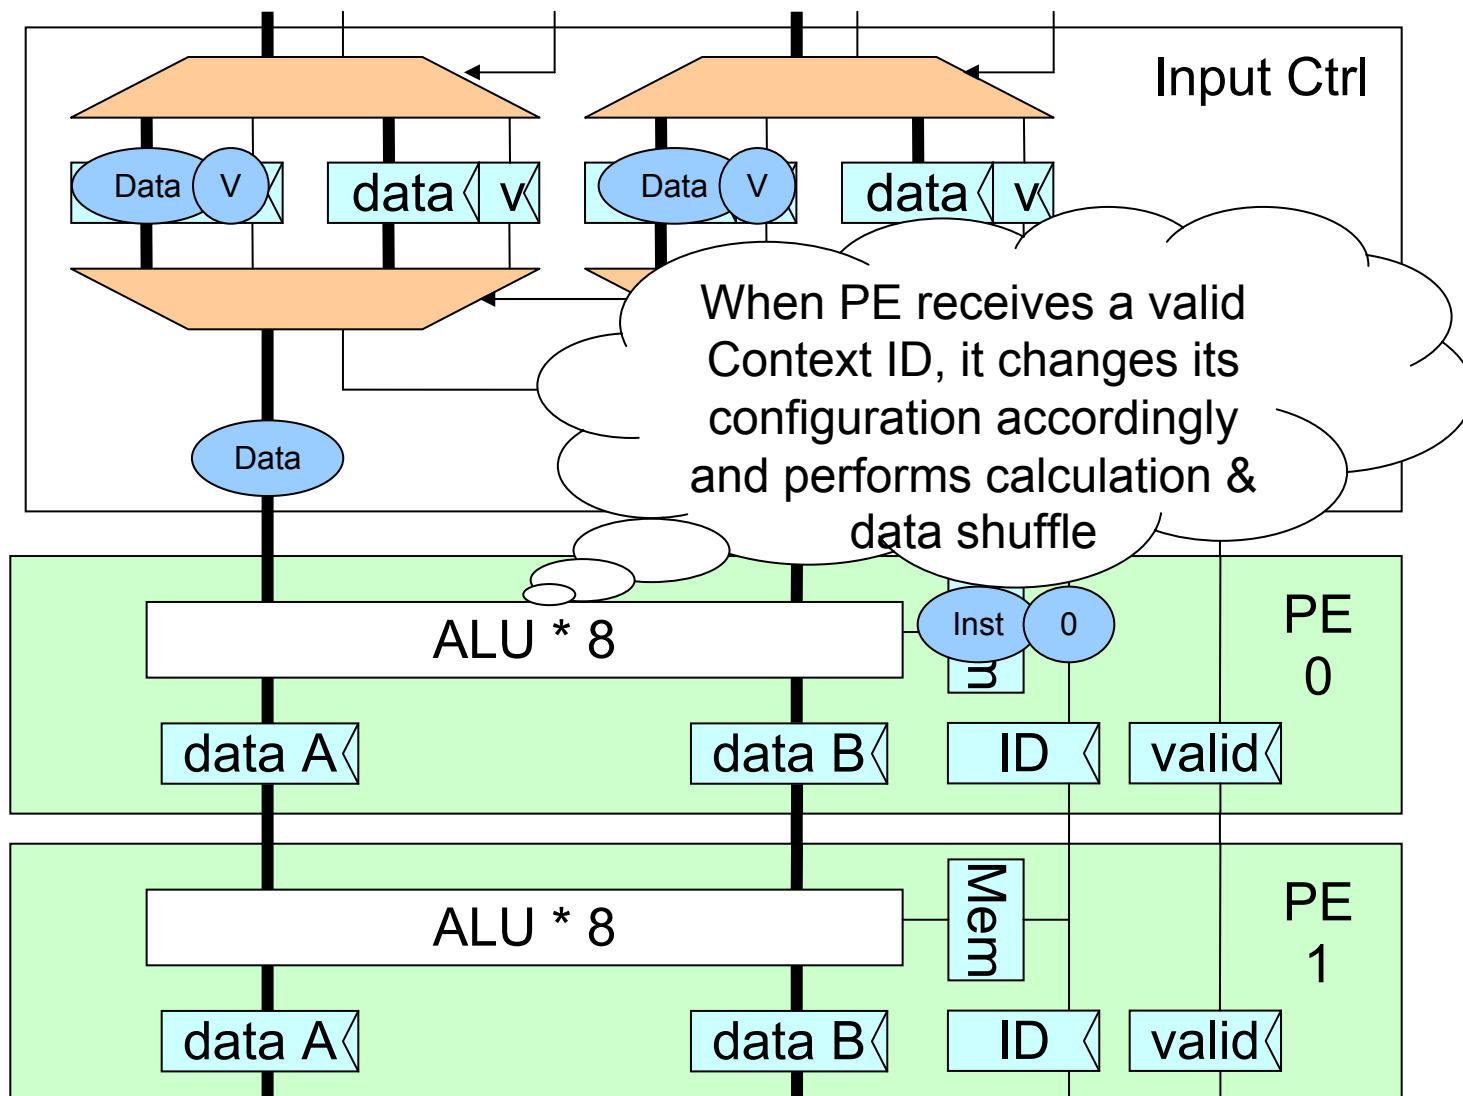 Input Ctrl
Data V data v Data V data v
When PE receives a valid
Context ID, it changes its
configuration accordingly
and performs calculation &
data shuffle
Data
ALU * 8
Inst 0
PE
0
data A data B ID valid
ALU * 8
Mem
PE
1
data A data B ID valid